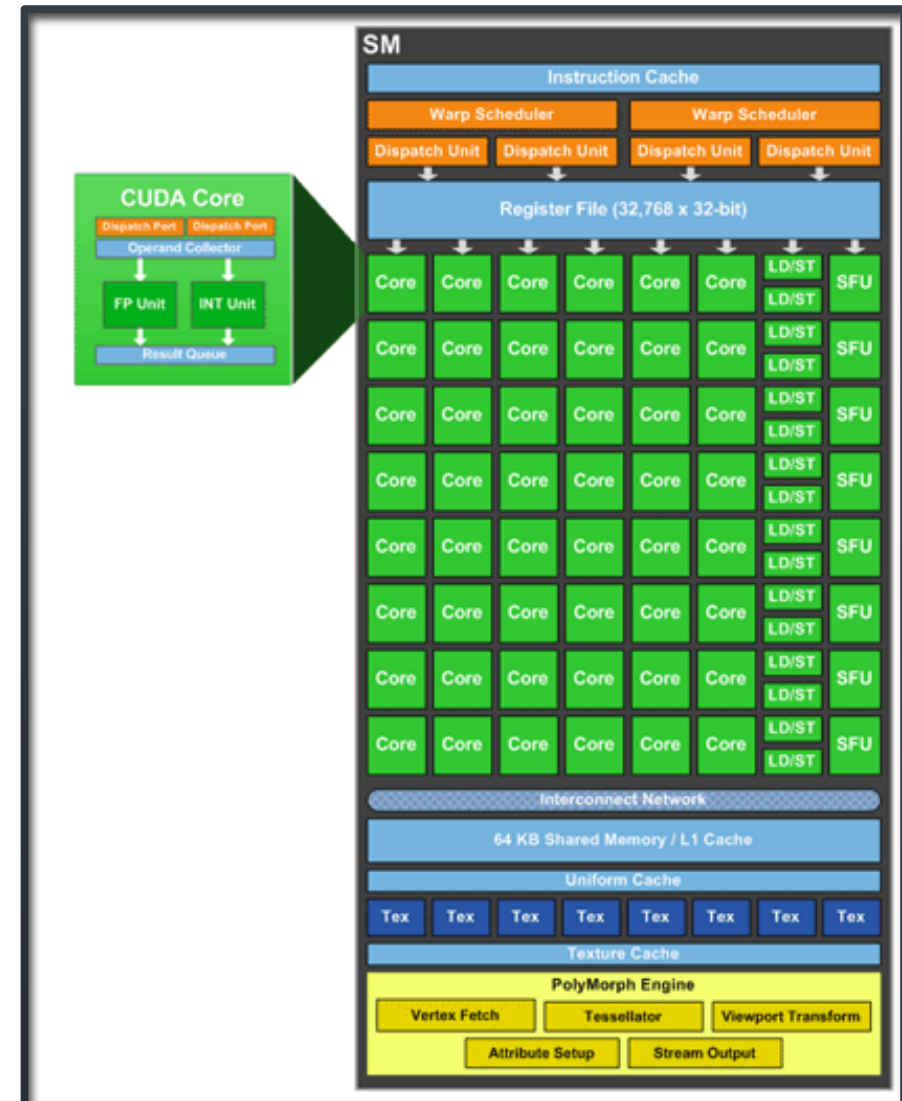 SM
Instruction Cache
Warp Scheduler Warp Scheduler
Dispatch Unit Dispatch Unit Dispatch Unit Dispatch Unit
Register File (32,768 x 32-bit)
CUDA Core
Dispatch Port Dispatch Port
Operand Collector
FP Unit INT Unit
Result Queue
Core Core Core Core Core Core LD/ST SFU
LD/ST
Core Core Core Core Core Core LD/ST SFU
LD/ST
Core Core Core Core Core Core LD/ST SFU
LD/ST
Core Core Core Core Core Core LD/ST SFU
LD/ST
Core Core Core Core Core Core LD/ST SFU
LD/ST
Core Core Core Core Core Core LD/ST SFU
LD/ST
Core Core Core Core Core Core LD/ST SFU
LD/ST
Core Core Core Core Core Core LD/ST SFU
LD/ST
Interconnect Network
64 KB Shared Memory / L1 Cache
Uniform Cache
Tex Tex Tex Tex Tex Tex Tex Tex
Texture Cache
PolyMorph Engine
Vertex Fetch Tessellator Viewport Transform
Attribute Setup Stream Output